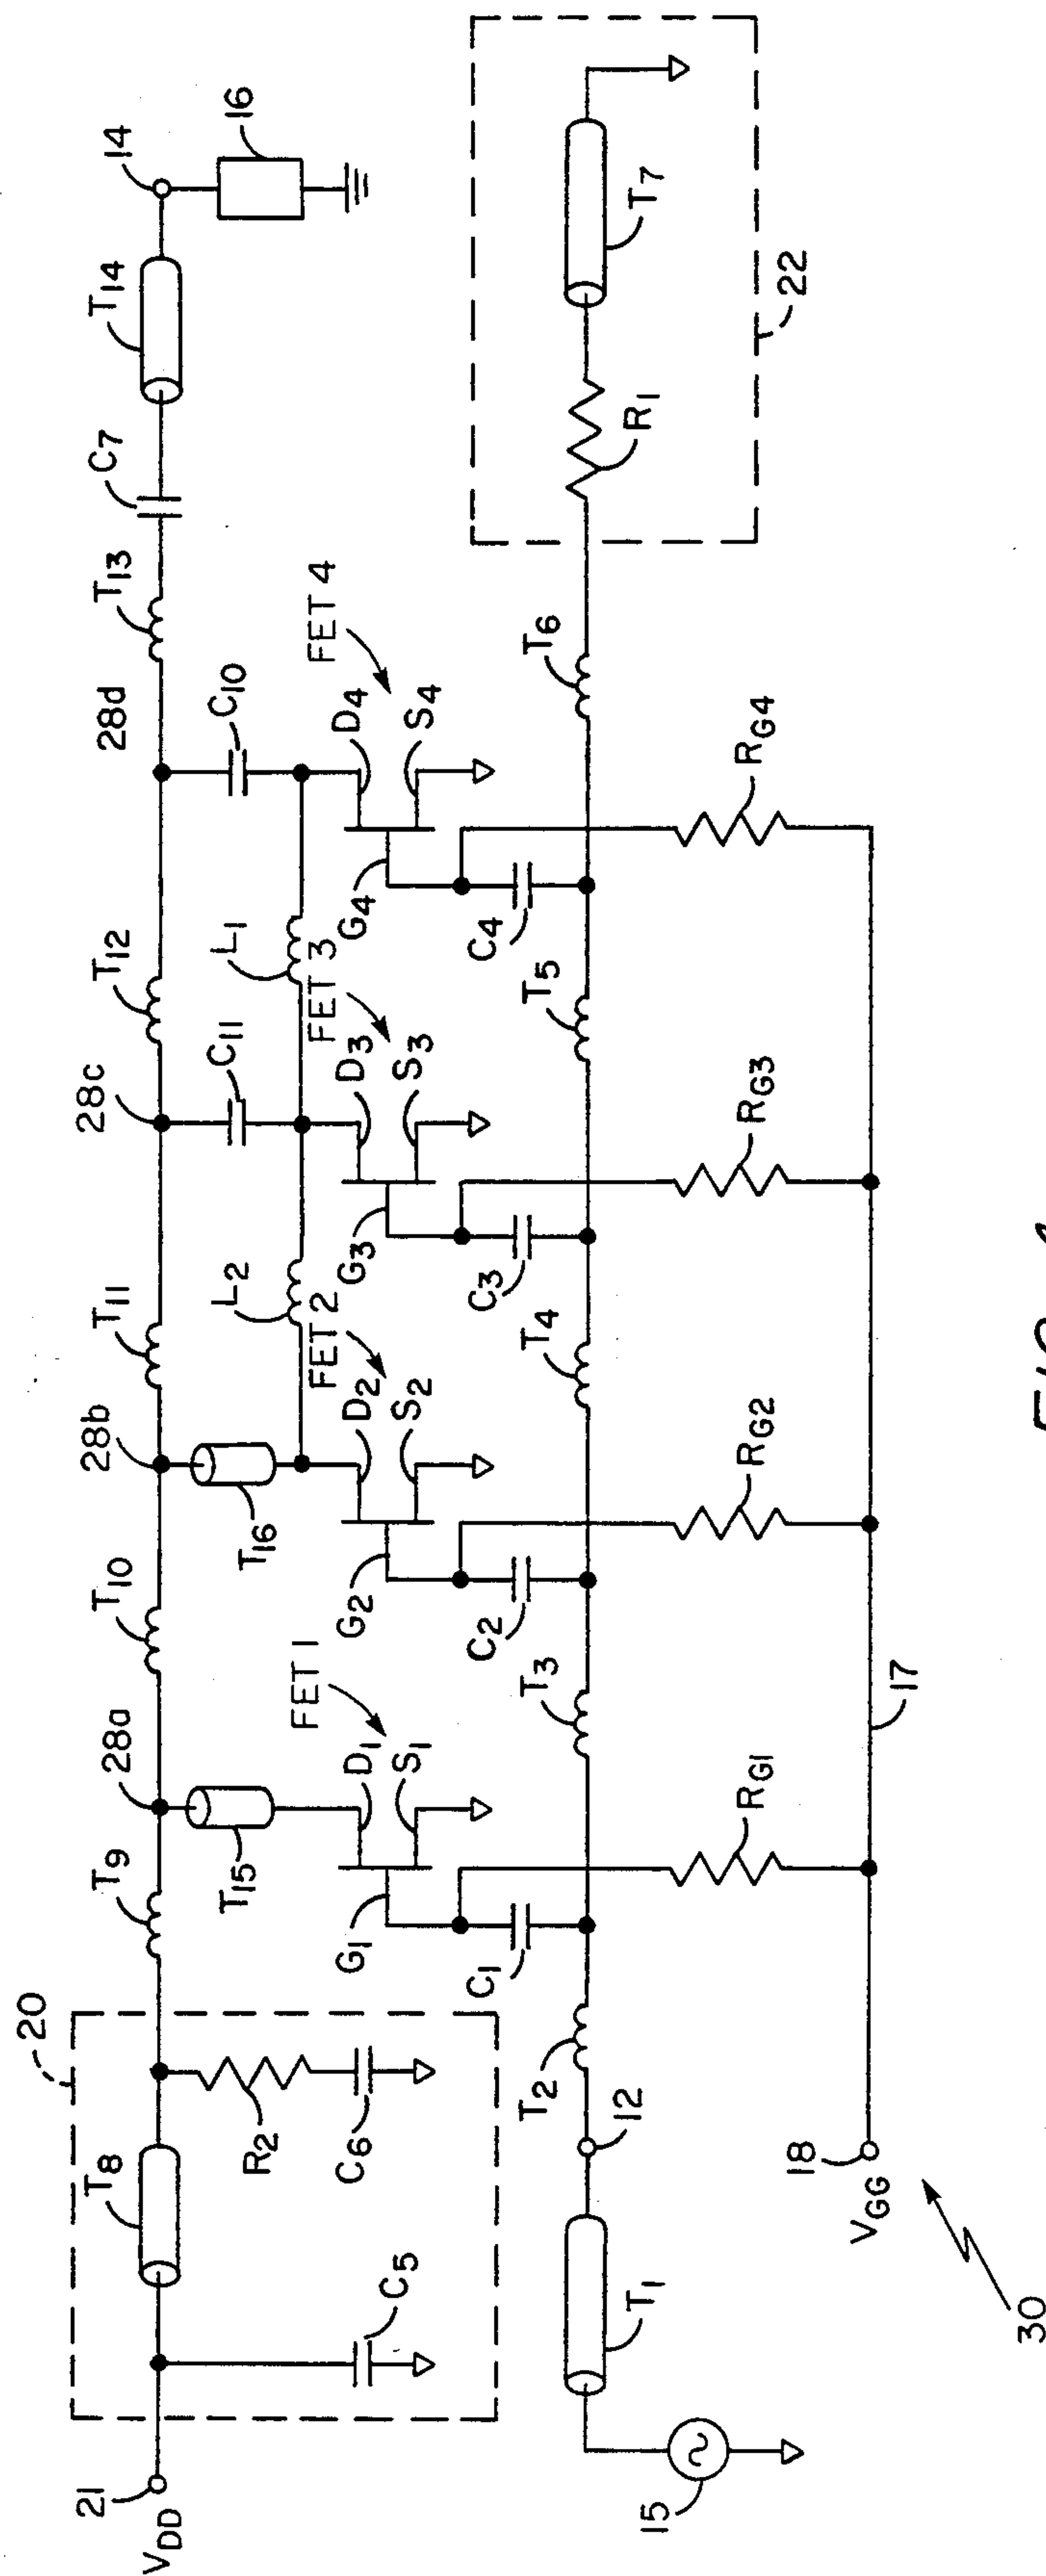 20
21
VDD
T8
R2
C6
C5
T9
28a
T10
28b
T11
28c
T12
28d
T13
C7
T14
14
16
T15
T16
L2
C11
L1
C10
FET 1
FET 2
FET 3
FET 4
G1
D1
S1
G2
D2
S2
G3
D3
S3
G4
D4
S4
C1
C2
C3
C4
15
T1
12
T2
T3
T4
T5
T6
R1
T7
22
RG1
RG2
RG3
RG4
18
VGG
17
30
FIG